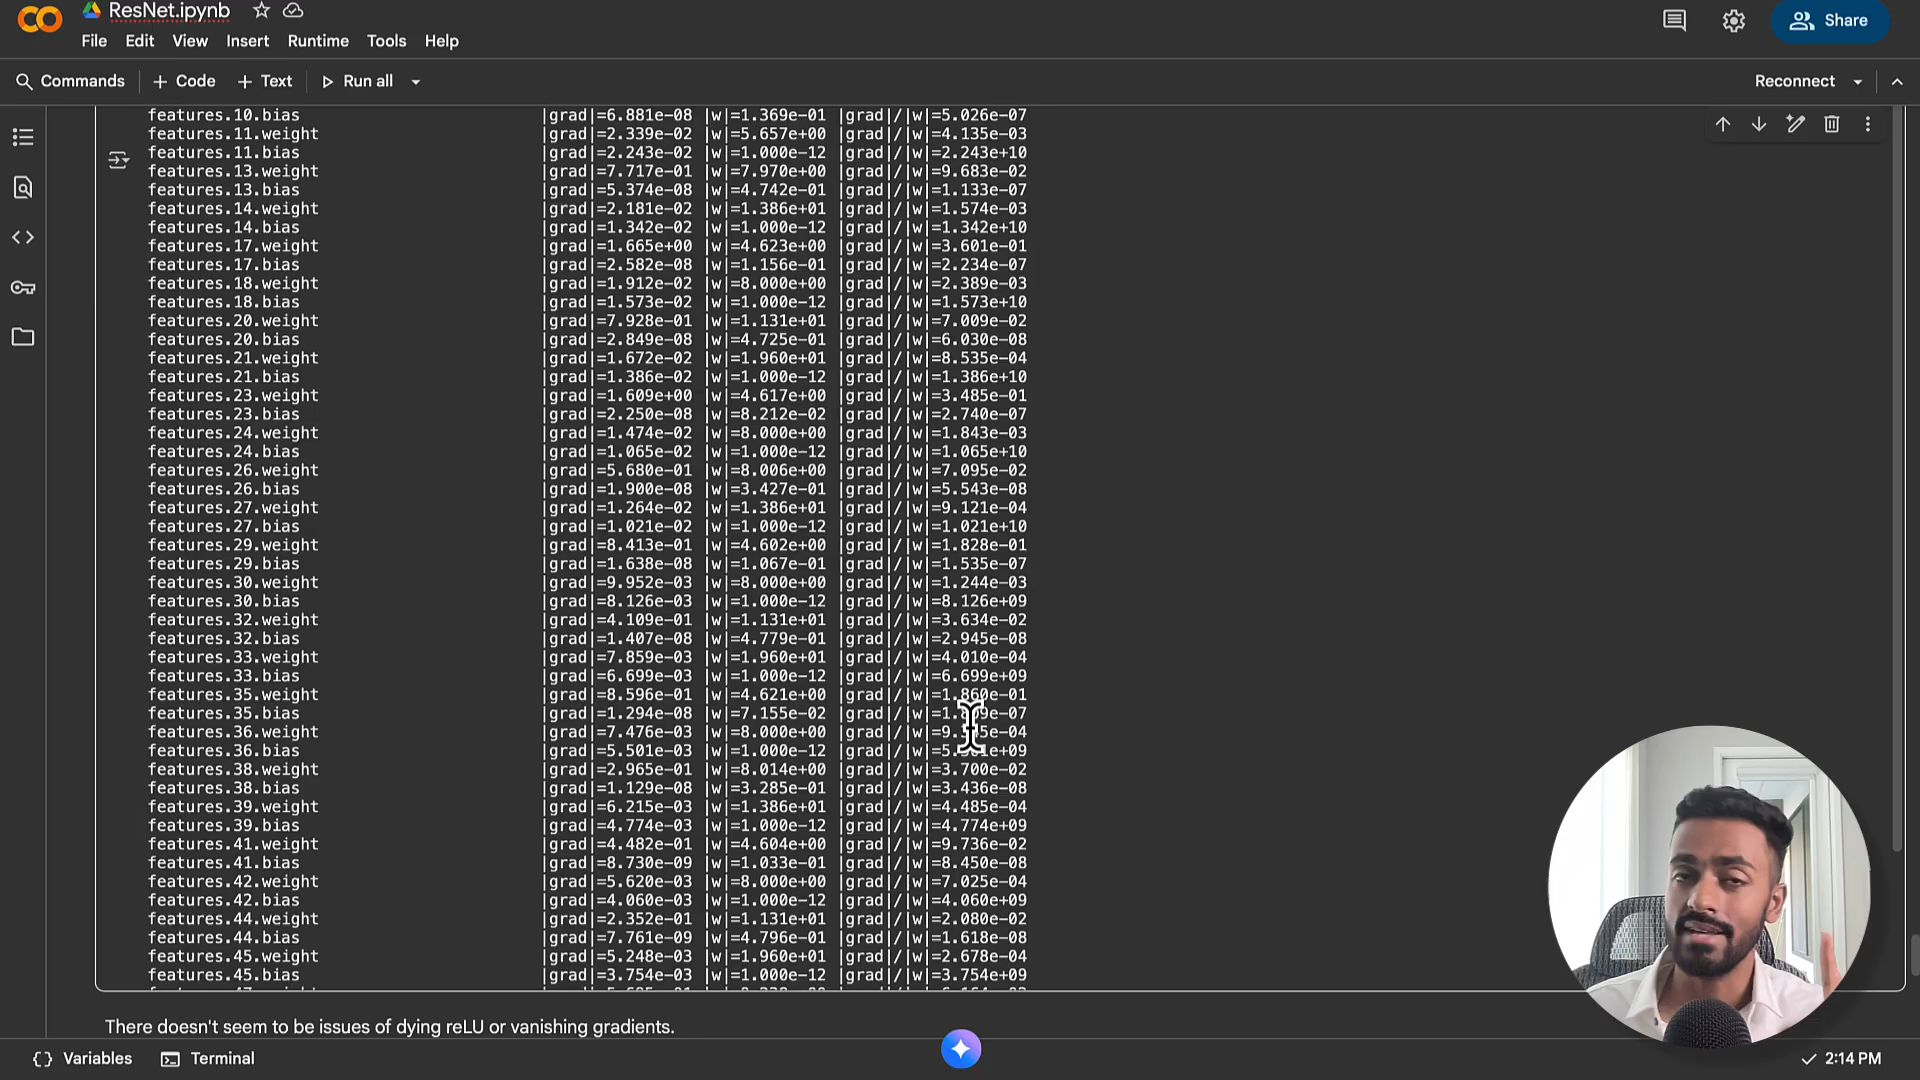 ResNet.ipynb
File Edit View Insert Runtime Tools Help
Share
Commands + Code + Text Run all
Reconnect
features.10.bias |grad|=6.881e-08 |w|=1.369e-01 |grad|/|w|=5.026e-07
features.11.weight |grad|=2.339e-02 |w|=5.657e+00 |grad|/|w|=4.135e-03
features.11.bias |grad|=2.243e-02 |w|=1.000e-12 |grad|/|w|=2.243e+10
features.13.weight |grad|=7.717e-01 |w|=7.970e+00 |grad|/|w|=9.683e-02
features.13.bias |grad|=5.374e-08 |w|=4.742e-01 |grad|/|w|=1.133e-07
features.14.weight |grad|=2.181e-02 |w|=1.386e+01 |grad|/|w|=1.574e-03
features.14.bias |grad|=1.342e-02 |w|=1.000e-12 |grad|/|w|=1.342e+10
features.17.weight |grad|=1.665e+00 |w|=4.623e+00 |grad|/|w|=3.601e-01
features.17.bias |grad|=2.582e-08 |w|=1.156e-01 |grad|/|w|=2.234e-07
features.18.weight |grad|=1.912e-02 |w|=8.000e+00 |grad|/|w|=2.389e-03
features.18.bias |grad|=1.573e-02 |w|=1.000e-12 |grad|/|w|=1.573e+10
features.20.weight |grad|=7.928e-01 |w|=1.131e+01 |grad|/|w|=7.009e-02
features.20.bias |grad|=2.849e-08 |w|=4.725e-01 |grad|/|w|=6.030e-08
features.21.weight |grad|=1.672e-02 |w|=1.960e+01 |grad|/|w|=8.535e-04
features.21.bias |grad|=1.386e-02 |w|=1.000e-12 |grad|/|w|=1.386e+10
features.23.weight |grad|=1.609e+00 |w|=4.617e+00 |grad|/|w|=3.485e-01
features.23.bias |grad|=2.250e-08 |w|=8.212e-02 |grad|/|w|=2.740e-07
features.24.weight |grad|=1.474e-02 |w|=8.000e+00 |grad|/|w|=1.843e-03
features.24.bias |grad|=1.065e-02 |w|=1.000e-12 |grad|/|w|=1.065e+10
features.26.weight |grad|=5.680e-01 |w|=8.006e+00 |grad|/|w|=7.095e-02
features.26.bias |grad|=1.900e-08 |w|=3.427e-01 |grad|/|w|=5.543e-08
features.27.weight |grad|=1.264e-02 |w|=1.386e+01 |grad|/|w|=9.121e-04
features.27.bias |grad|=1.021e-02 |w|=1.000e-12 |grad|/|w|=1.021e+10
features.29.weight |grad|=8.413e-01 |w|=4.602e+00 |grad|/|w|=1.828e-01
features.29.bias |grad|=1.638e-08 |w|=1.067e-01 |grad|/|w|=1.535e-07
features.30.weight |grad|=9.952e-03 |w|=8.000e+00 |grad|/|w|=1.244e-03
features.30.bias |grad|=8.126e-03 |w|=1.000e-12 |grad|/|w|=8.126e+09
features.32.weight |grad|=4.109e-01 |w|=1.131e+01 |grad|/|w|=3.634e-02
features.32.bias |grad|=1.407e-08 |w|=4.779e-01 |grad|/|w|=2.945e-08
features.33.weight |grad|=7.859e-03 |w|=1.960e+01 |grad|/|w|=4.010e-04
features.33.bias |grad|=6.699e-03 |w|=1.000e-12 |grad|/|w|=6.699e+09
features.35.weight |grad|=8.596e-01 |w|=4.621e+00 |grad|/|w|=1.860e-01
features.35.bias |grad|=1.294e-08 |w|=7.155e-02
features.36.weight |grad|=7.476e-03 |w|=8.000e+00
features.36.bias |grad|=5.501e-03 |w|=1.000e-12
features.38.weight |grad|=2.965e-01 |w|=8.014e+00 |grad|/|w|=3.700e-02
features.38.bias |grad|=1.129e-08 |w|=3.285e-01 |grad|/|w|=3.436e-08
features.39.weight |grad|=6.215e-03 |w|=1.386e+01 |grad|/|w|=4.485e-04
features.39.bias |grad|=4.774e-03 |w|=1.000e-12 |grad|/|w|=4.774e+09
features.41.weight |grad|=4.482e-01 |w|=4.604e+00 |grad|/|w|=9.736e-02
features.41.bias |grad|=8.730e-09 |w|=1.033e-01 |grad|/|w|=8.450e-08
features.42.weight |grad|=5.620e-03 |w|=8.000e+00 |grad|/|w|=7.025e-04
features.42.bias |grad|=4.060e-03 |w|=1.000e-12 |grad|/|w|=4.060e+09
features.44.weight |grad|=2.352e-01 |w|=1.131e+01 |grad|/|w|=2.080e-02
features.44.bias |grad|=7.761e-09 |w|=4.796e-01 |grad|/|w|=1.618e-08
features.45.weight |grad|=5.248e-03 |w|=1.960e+01 |grad|/|w|=2.678e-04
features.45.bias |grad|=3.754e-03 |w|=1.000e-12 |grad|/|w|=3.754e+09
There doesn't seem to be issues of dying reLU or vanishing gradients.
Variables Terminal
2:14 PM